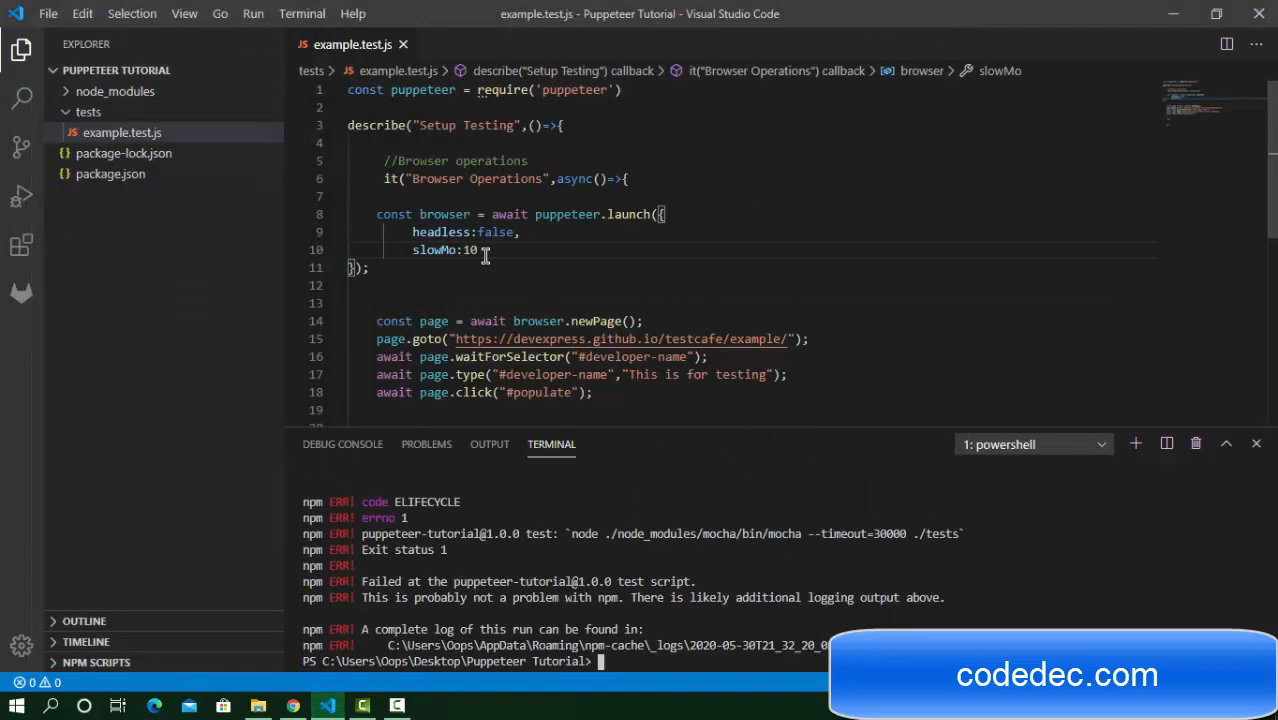 File Edit Selection View Go Run Terminal Help example.test.js - Puppeteer Tutorial - Visual Studio Code
EXPLORER
PUPPETEER TUTORIAL
node_modules
tests
JS example.test.js
{} package-lock.json
{} package.json
OUTLINE
TIMELINE
NPM SCRIPTS
JS example.test.js
tests JS example.test.js describe("Setup Testing") callback it("Browser Operations") callback browser slowMo
1 const puppeteer = require('puppeteer')
2
3 describe("Setup Testing",()=>{
4
5 //Browser operations
6 it("Browser Operations",async()=>{
7
8 const browser = await puppeteer.launch({
9 headless:false,
10 slowMo:10
11 });
12
13
14 const page = await browser.newPage();
15 page.goto("https://devexpress.github.io/testcafe/example/");
16 await page.waitForSelector("#developer-name");
17 await page.type("#developer-name","This is for testing");
18 await page.click("#populate");
19
DEBUG CONSOLE PROBLEMS OUTPUT TERMINAL 1: powershell
npm ERR! code ELIFECYCLE
npm ERR! errno 1
npm ERR! puppeteer-tutorial@1.0.0 test: `node ./node_modules/mocha/bin/mocha --timeout=30000 ./tests`
npm ERR! Exit status 1
npm ERR!
npm ERR! Failed at the puppeteer-tutorial@1.0.0 test script.
npm ERR! This is probably not a problem with npm. There is likely additional logging output above.
npm ERR! A complete log of this run can be found in:
npm ERR! C:\Users\Oops\AppData\Roaming\npm-cache\_logs\2020-05-30T21_32_20_0
PS C:\Users\Oops\Desktop\Puppeteer Tutorial>
codedec.com
0 0